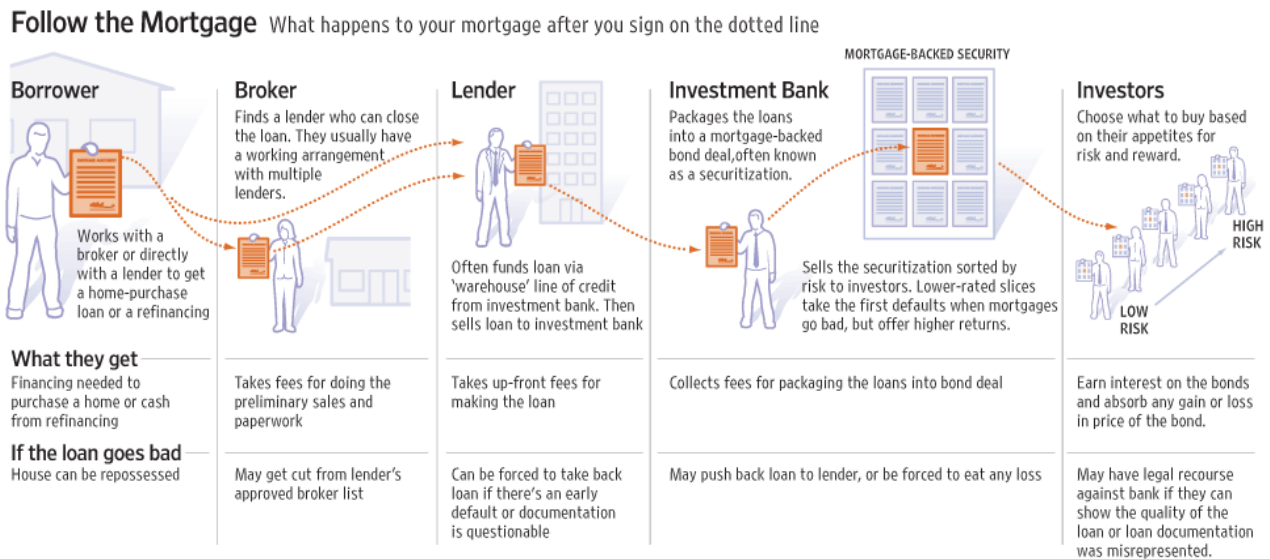 Follow the Mortgage What happens to your mortgage after you sign on the dotted line
Borrower
Works with a
broker or directly
with a lender to get
a home-purchase
loan or a refinancing
Broker
Finds a lender who can close
the loan. They usually have
a working arrangement
with multiple
lenders.
Lender
Often funds loan via
'warehouse' line of credit
from investment bank. Then
sells loan to investment bank
Investment Bank
Packages the loans
into a mortgage-backed
bond deal,often known
as a securitization.
MORTGAGE-BACKED SECURITY
Sells the securitization sorted by
risk to investors. Lower-rated slices
take the first defaults when mortgages
go bad, but offer higher returns.
Investors
Choose what to buy based
on their appetites for
risk and reward.
HIGH
RISK
LOW
RISK
What they get
Financing needed to
purchase a home or cash
from refinancing
Takes fees for doing the
preliminary sales and
paperwork
Takes up-front fees for
making the loan
Collects fees for packaging the loans into bond deal
Earn interest on the bonds
and absorb any gain or loss
in price of the bond.
If the loan goes bad
House can be repossessed
May get cut from lender's
approved broker list
Can be forced to take back
loan if there's an early
default or documentation
is questionable
May push back loan to lender, or be forced to eat any loss
May have legal recourse
against bank if they can
show the quality of the
loan or loan documentation
was misrepresented.